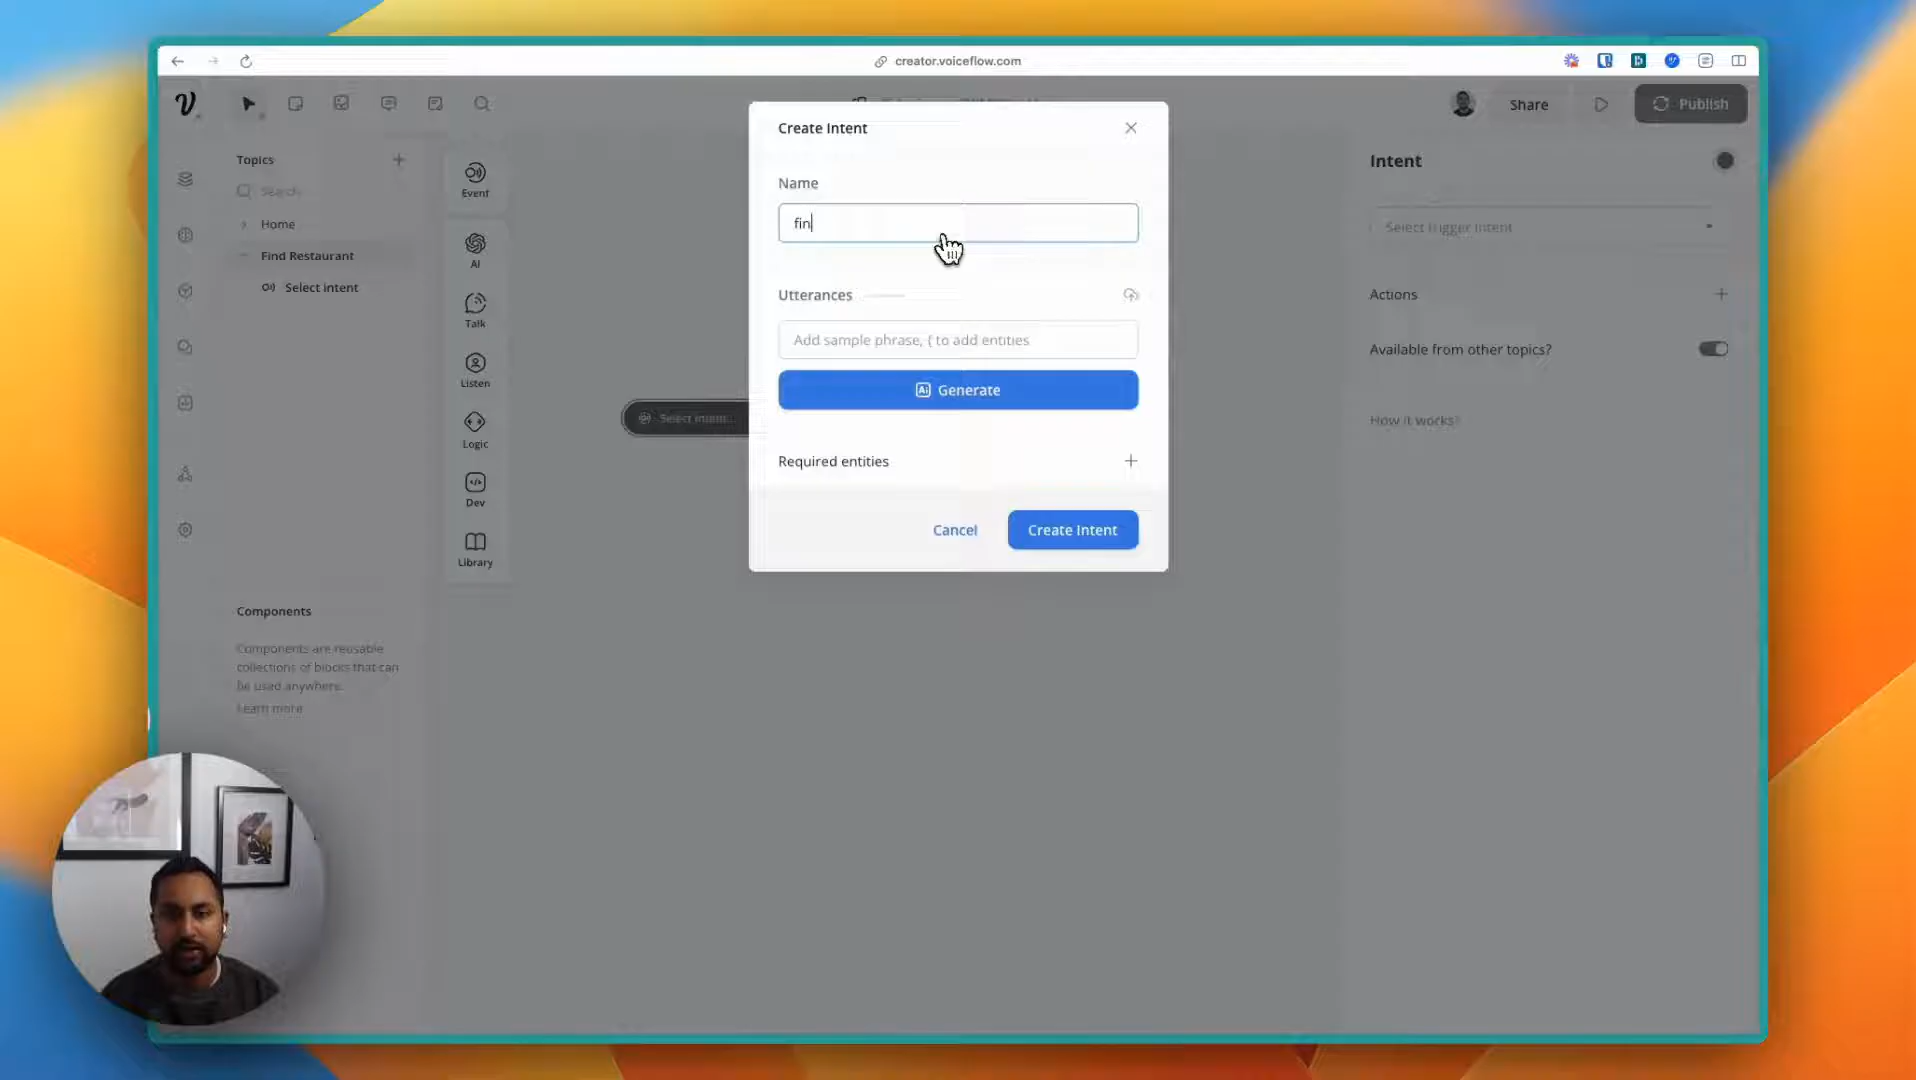 creator.voiceflow.com
Share
Publish
Create Intent
Topics
Search
Home
Find Restaurant
Select intent
Event
AI
Talk
Listen
Logic
Dev
Library
Components
Components are reusable
collections of blocks that can
be used anywhere.
Learn more
Select intent...
Name
fin
Utterances
Add sample phrase, { to add entities
Ai Generate
Required entities
Cancel
Create Intent
Intent
Select trigger intent
Actions
Available from other topics?
How it works?